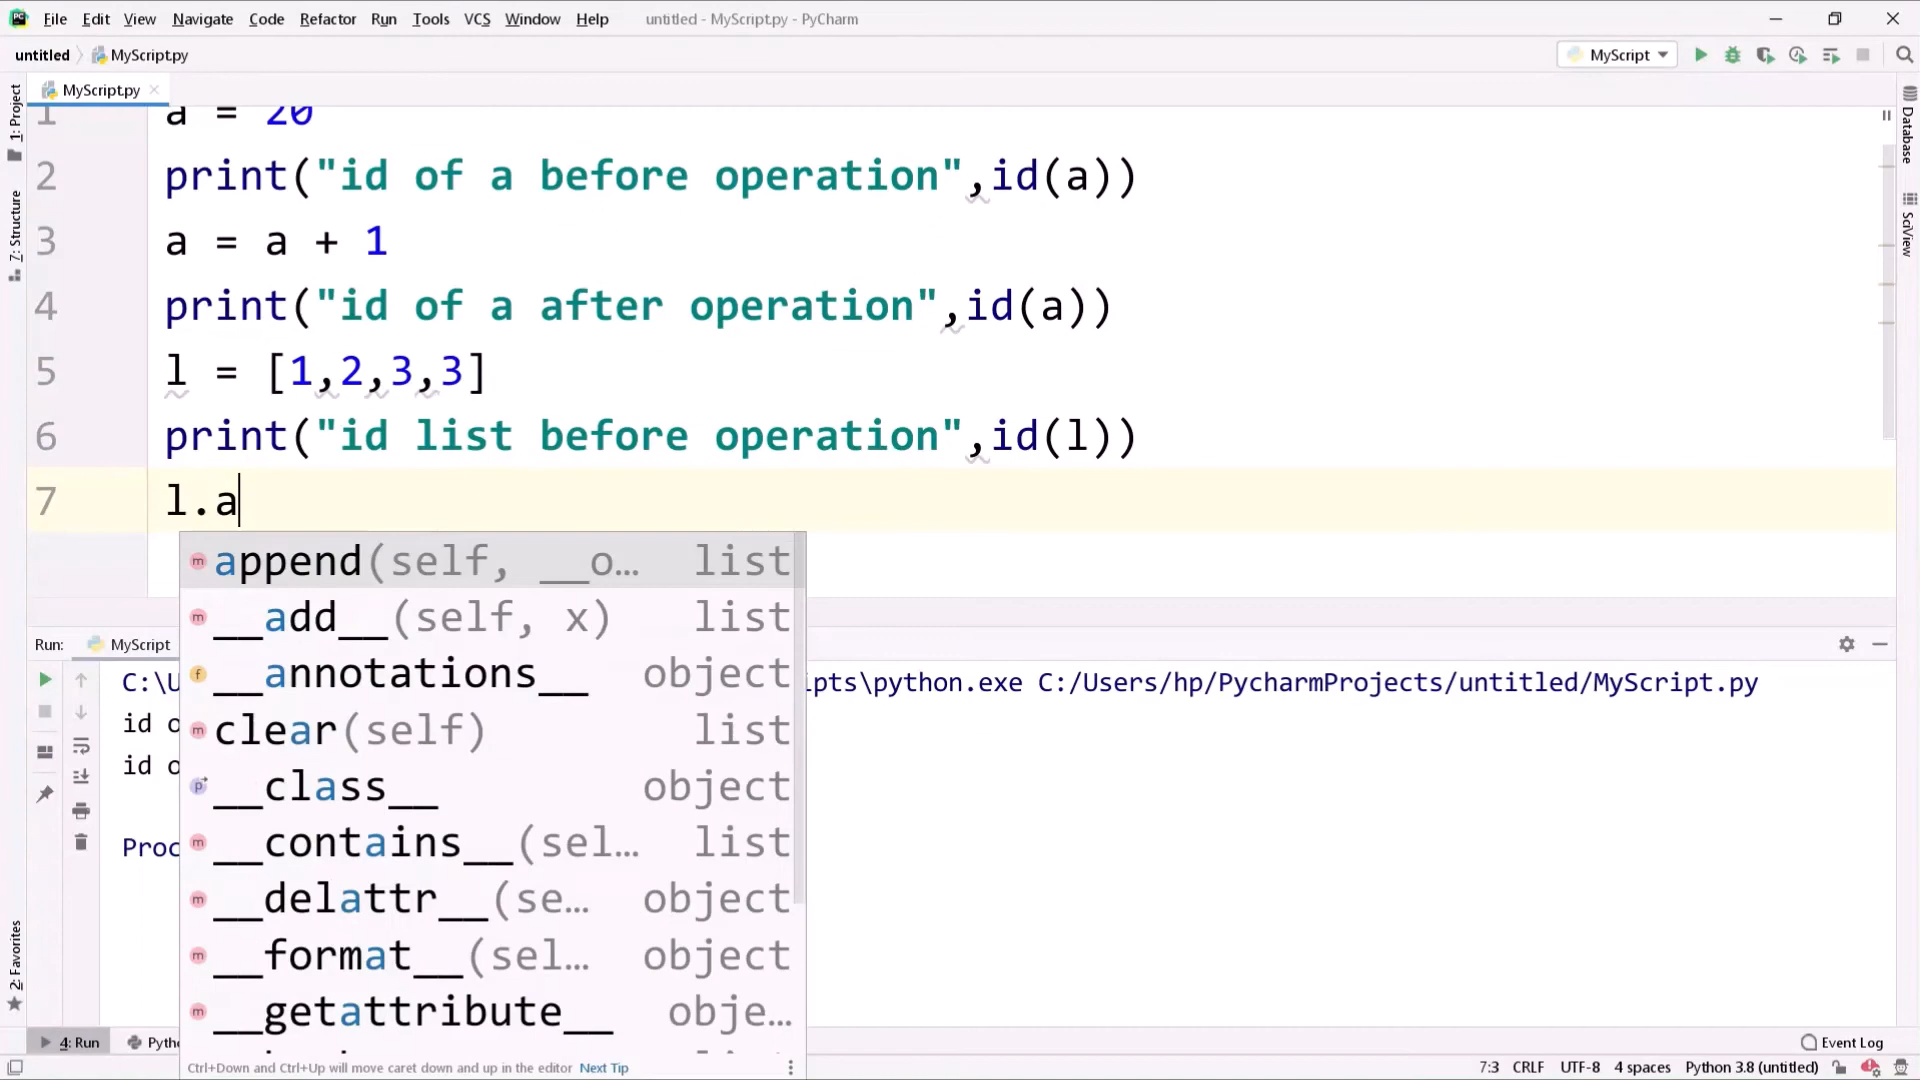 File Edit View Navigate Code Refactor Run Tools VCS Window Help untitled - MyScript.py - PyCharm
untitled MyScript.py MyScript
MyScript.py
1: Project
7: Structure
2: Favorites
Database
SciView
1 a = 20
2 print("id of a before operation",id(a))
3 a = a + 1
4 print("id of a after operation",id(a))
5 l = [1,2,3,3]
6 print("id list before operation",id(l))
7 l.a
append(self, __o… list
__add__(self, x) list
__annotations__ object
clear(self) list
__class__ object
__contains__(sel… list
__delattr__(se… object
__format__(sel… object
__getattribute__ obje…
Ctrl+Down and Ctrl+Up will move caret down and up in the editor Next Tip
Run: MyScript
C:\U ipts\python.exe C:/Users/hp/PycharmProjects/untitled/MyScript.py
id o
id o
Proc
4: Run Pytho Event Log
7:3 CRLF UTF-8 4 spaces Python 3.8 (untitled)